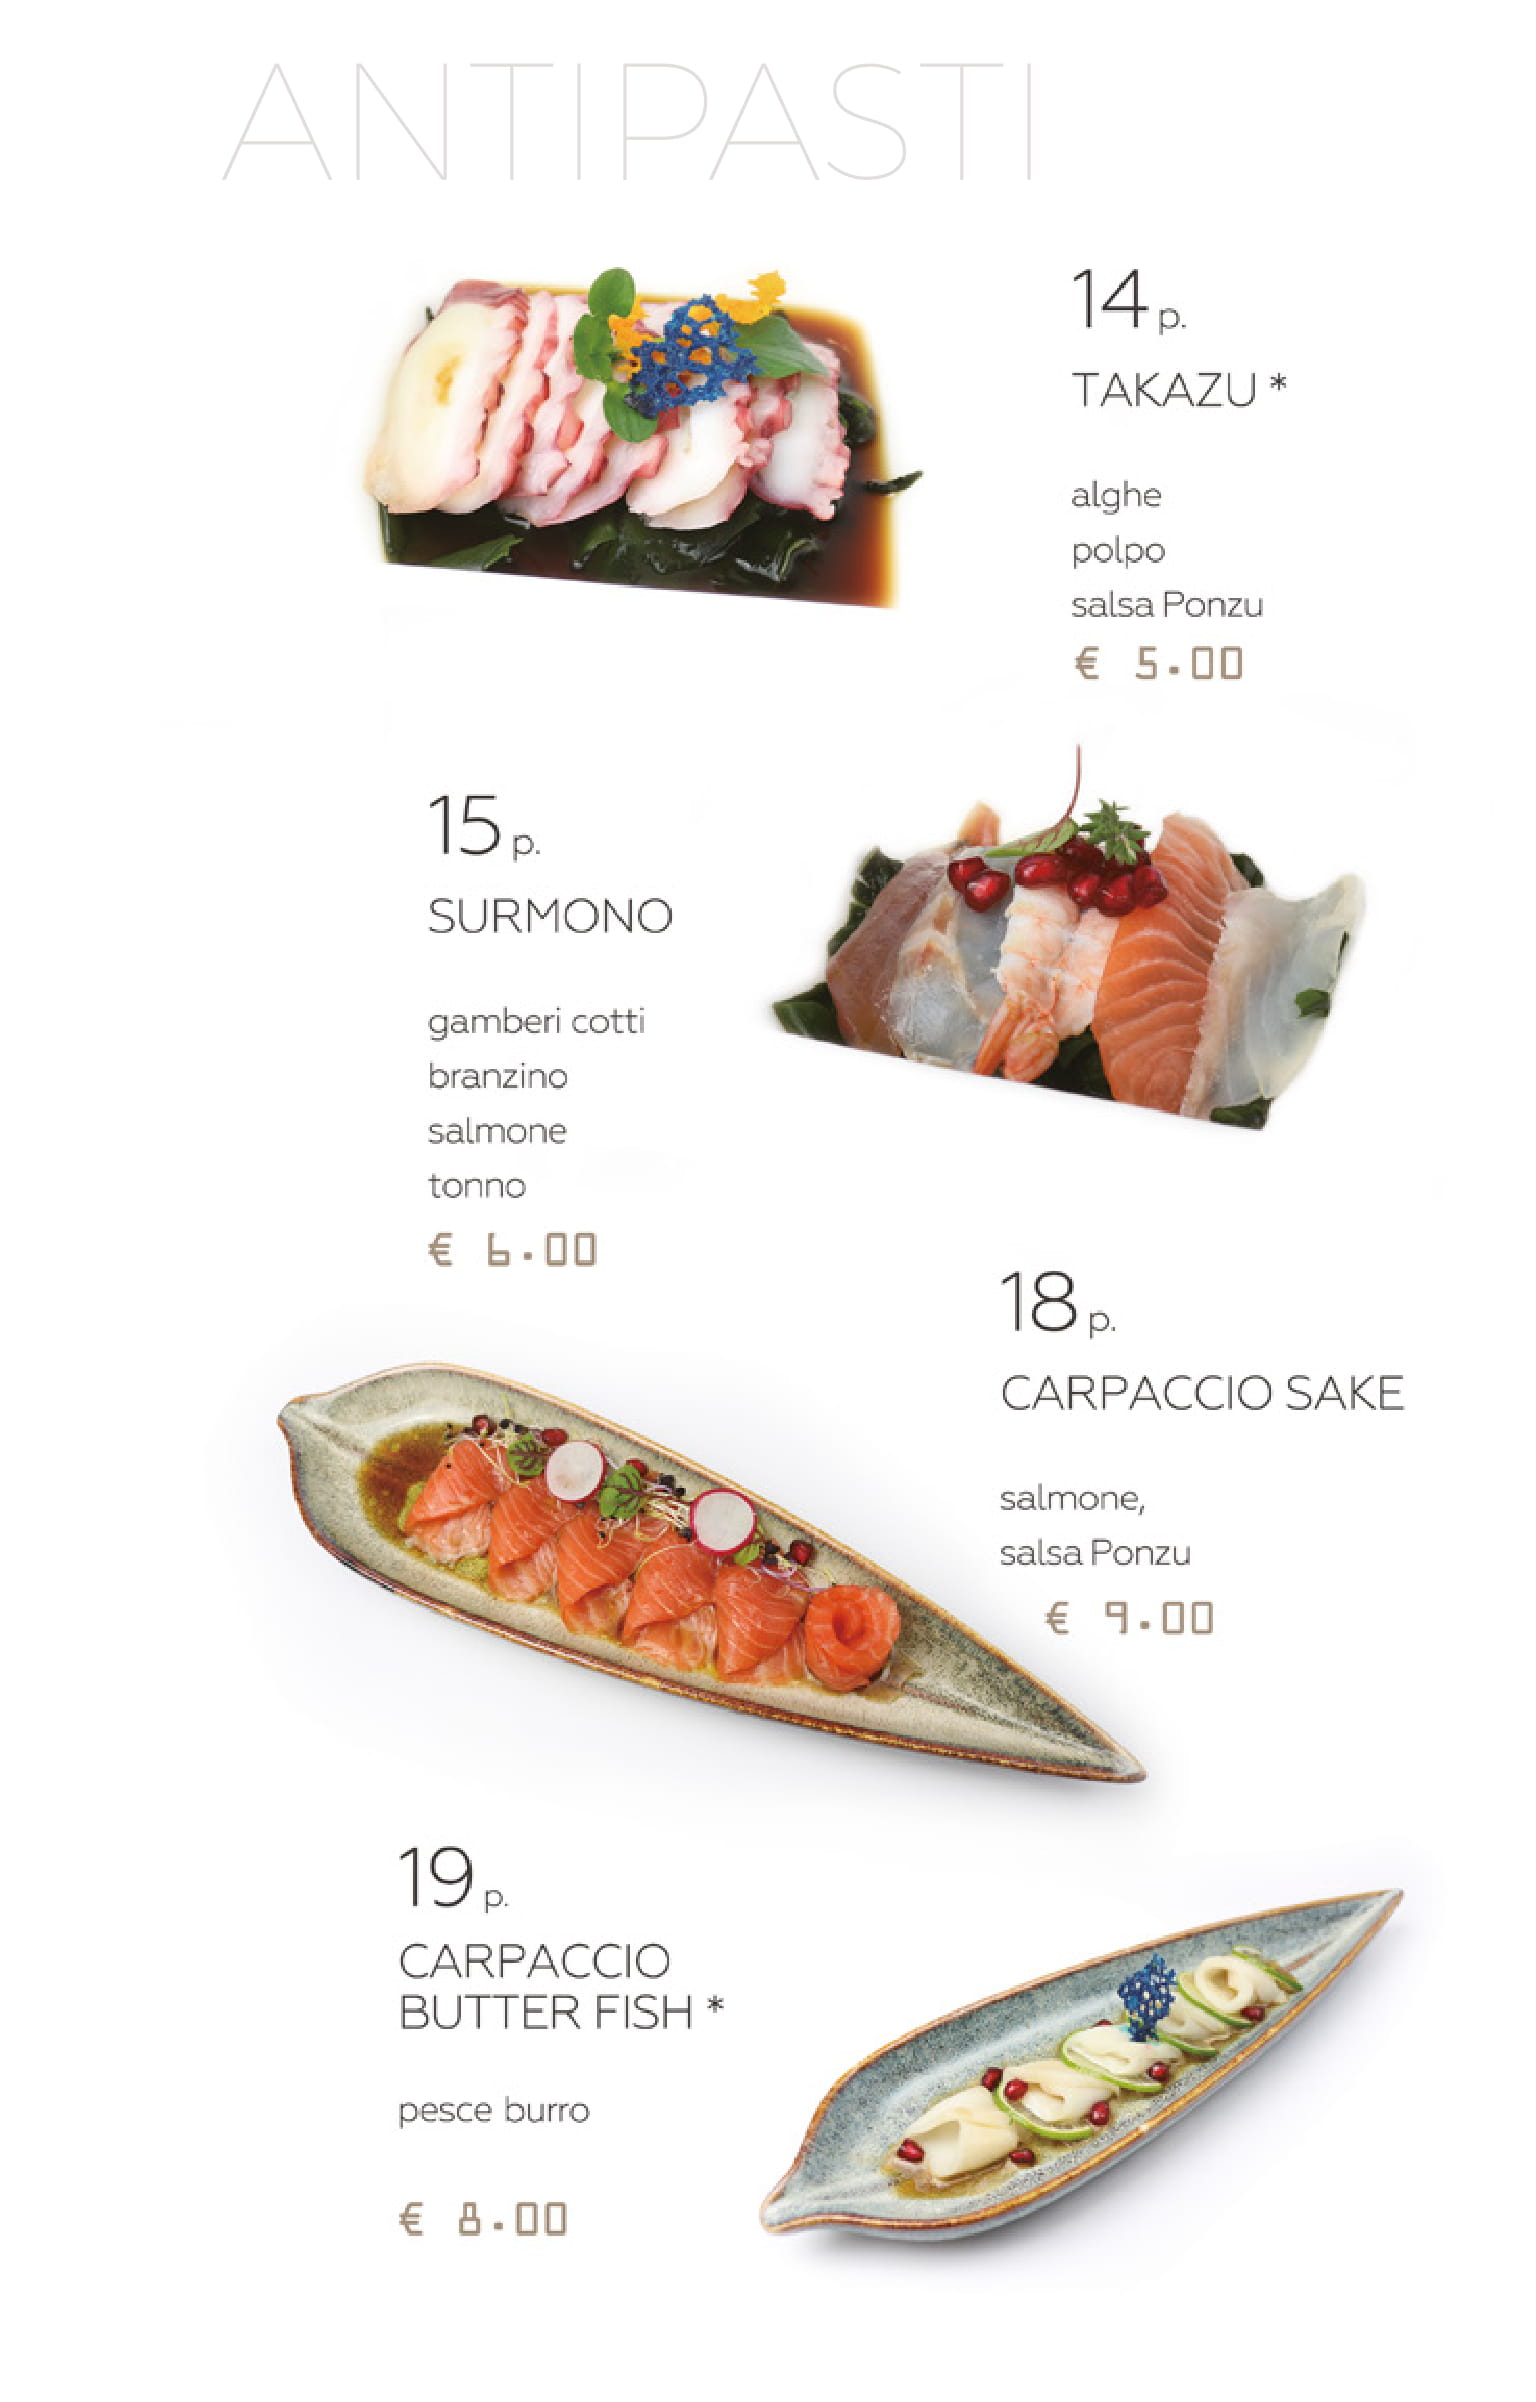 ANTIPASTI
14 p.
TAKAZU *
alghe
polpo
salsa Ponzu
€ 5.00
15 p.
SURMONO
gamberi cotti
branzino
salmone
tonno
€ 6.00
18 p.
CARPACCIO SAKE
salmone,
salsa Ponzu
€ 9.00
19 p.
CARPACCIO
BUTTER FISH *
pesce burro
€ 8.00